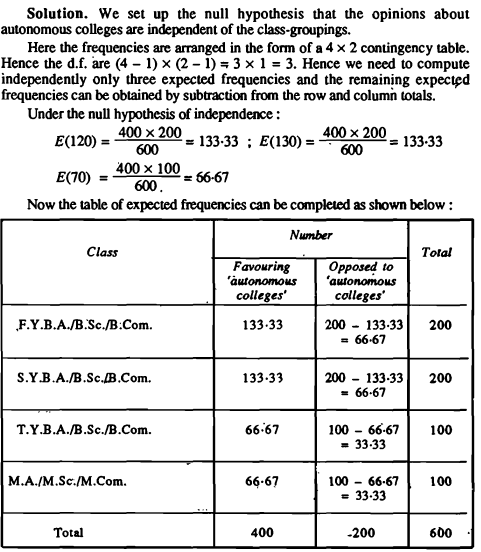 Solution. We set up the null hypothesis that the opinions about
autonomous colleges are independent of the class-groupings.
Here the frequencies are arranged in the form of a 4 × 2 contingency table.
Hence the d.f. are (4 – 1) × (2 – 1) = 3 × 1 = 3. Hence we need to compute
independently only three expected frequencies and the remaining expected
frequencies can be obtained by subtraction from the row and column totals.
Under the null hypothesis of independence :
E(120) = 400 × 200 / 600 = 133·33 ; E(130) = 400 × 200 / 600 = 133·33
E(70) = 400 × 100 / 600 = 66·67
Now the table of expected frequencies can be completed as shown below :
Class Number Total
Favouring 'autonomous colleges' Opposed to 'autonomous colleges'
F.Y.B.A./B.Sc./B.Com. 133·33 200 – 133·33 = 66·67 200
S.Y.B.A./B.Sc./B.Com. 133·33 200 – 133·33 = 66·67 200
T.Y.B.A./B.Sc./B.Com. 66·67 100 – 66·67 = 33·33 100
M.A./M.Sc./M.Com. 66·67 100 – 66·67 = 33·33 100
Total 400 200 600